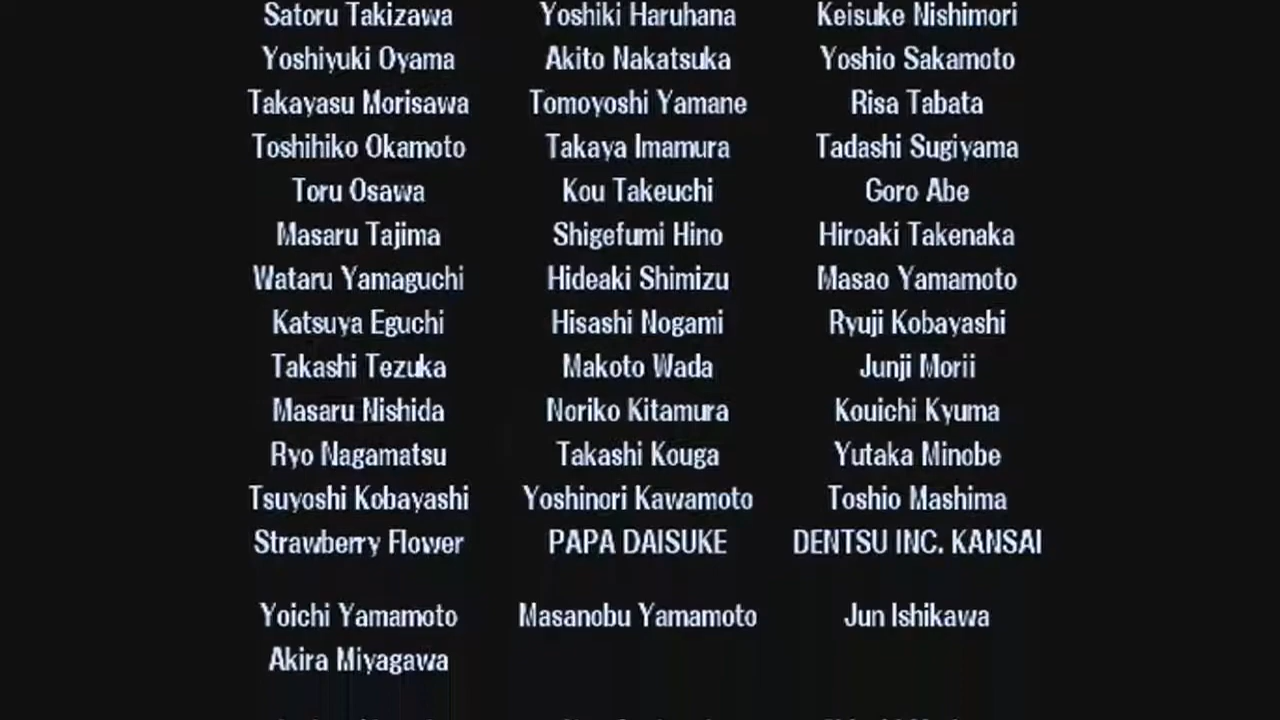 Satoru Takizawa Yoshiki Haruhana Keisuke Nishimori
Yoshiyuki Oyama Akito Nakatsuka Yoshio Sakamoto
Takayasu Morisawa Tomoyoshi Yamane Risa Tabata
Toshihiko Okamoto Takaya Imamura Tadashi Sugiyama
Toru Osawa Kou Takeuchi Goro Abe
Masaru Tajima Shigefumi Hino Hiroaki Takenaka
Wataru Yamaguchi Hideaki Shimizu Masao Yamamoto
Katsuya Eguchi Hisashi Nogami Ryuji Kobayashi
Takashi Tezuka Makoto Wada Junji Morii
Masaru Nishida Noriko Kitamura Kouichi Kyuma
Ryo Nagamatsu Takashi Kouga Yutaka Minobe
Tsuyoshi Kobayashi Yoshinori Kawamoto Toshio Mashima
Strawberry Flower PAPA DAISUKE DENTSU INC. KANSAI
Yoichi Yamamoto Masanobu Yamamoto Jun Ishikawa
Akira Miyagawa